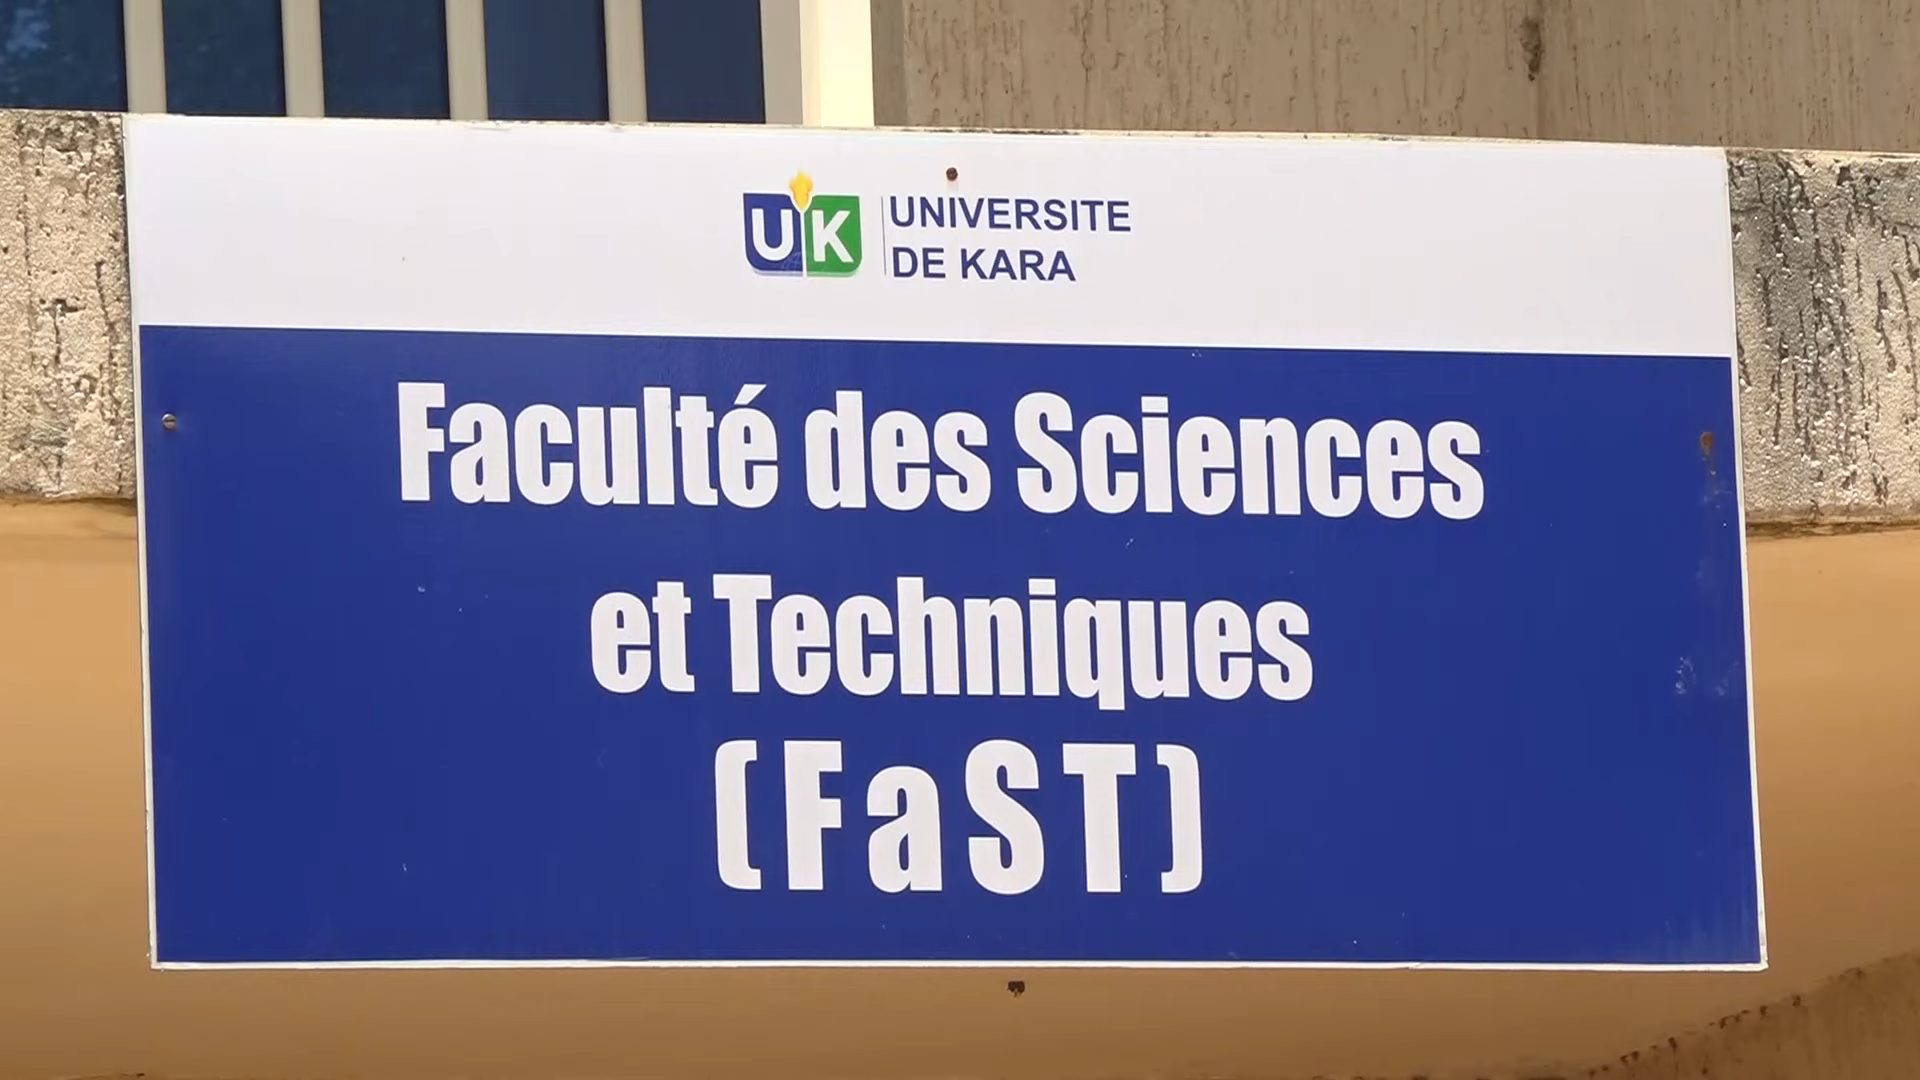 UK
UNIVERSITE
DE KARA
Faculté des Sciences
et Techniques
(FaST)